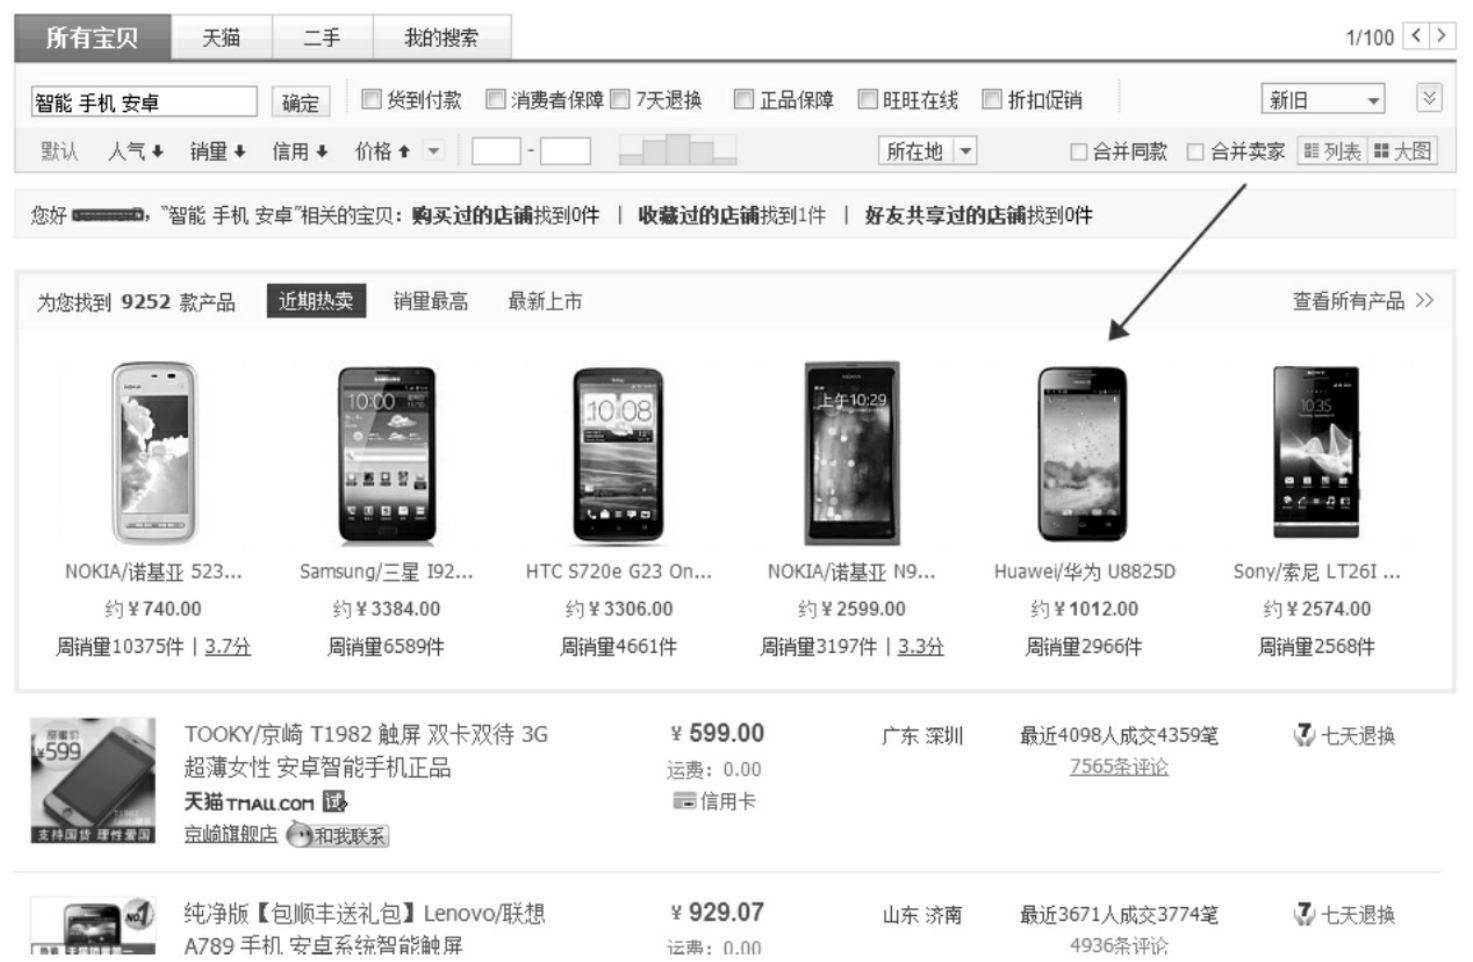 所有宝贝 天猫 二手 我的搜索 1/100 < >
智能 手机 安卓 确定 货到付款 消费者保障 7天退换 正品保障 旺旺在线 折扣促销 新旧
默认 人气 销量 信用 价格 - 所在地 合并同款 合并卖家 列表 大图
您好 ，“智能 手机 安卓”相关的宝贝：购买过的店铺找到0件 | 收藏过的店铺找到1件 | 好友共享过的店铺找到0件
为您找到 9252 款产品 近期热卖 销量最高 最新上市 查看所有产品 >>
NOKIA/诺基亚 523... Samsung/三星 I92... HTC S720e G23 On... NOKIA/诺基亚 N9... Huawei/华为 U8825D Sony/索尼 LT26I ...
约 ¥740.00 约 ¥3384.00 约 ¥3306.00 约 ¥2599.00 约 ¥1012.00 约 ¥2574.00
周销量10375件 | 3.7分 周销量6589件 周销量4661件 周销量3197件 | 3.3分 周销量2966件 周销量2568件
TOOKY/京崎 T1982 触屏 双卡双待 3G ¥ 599.00 广东 深圳 最近4098人成交4359笔 七天退换
超薄女性 安卓智能手机正品 运费：0.00 7565条评论
天猫 TMALL.COM 试 信用卡
京崎旗舰店 和我联系
¥599
支持国货 理性爱国
纯净版【包顺丰送礼包】Lenovo/联想 ¥ 929.07 山东 济南 最近3671人成交3774笔 七天退换
A789 手机 安卓系统智能触屏 运费：0.00 4936条评论
NO.1